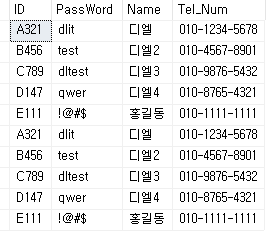 ID PassWord Name Tel_Num
A321 dlit 디엘 010-1234-5678
B456 test 디엘2 010-4567-8901
C789 dltest 디엘3 010-9876-5432
D147 qwer 디엘4 010-8765-4321
E111 !@#$ 홍길동 010-1111-1111
A321 dlit 디엘 010-1234-5678
B456 test 디엘2 010-4567-8901
C789 dltest 디엘3 010-9876-5432
D147 qwer 디엘4 010-8765-4321
E111 !@#$ 홍길동 010-1111-1111